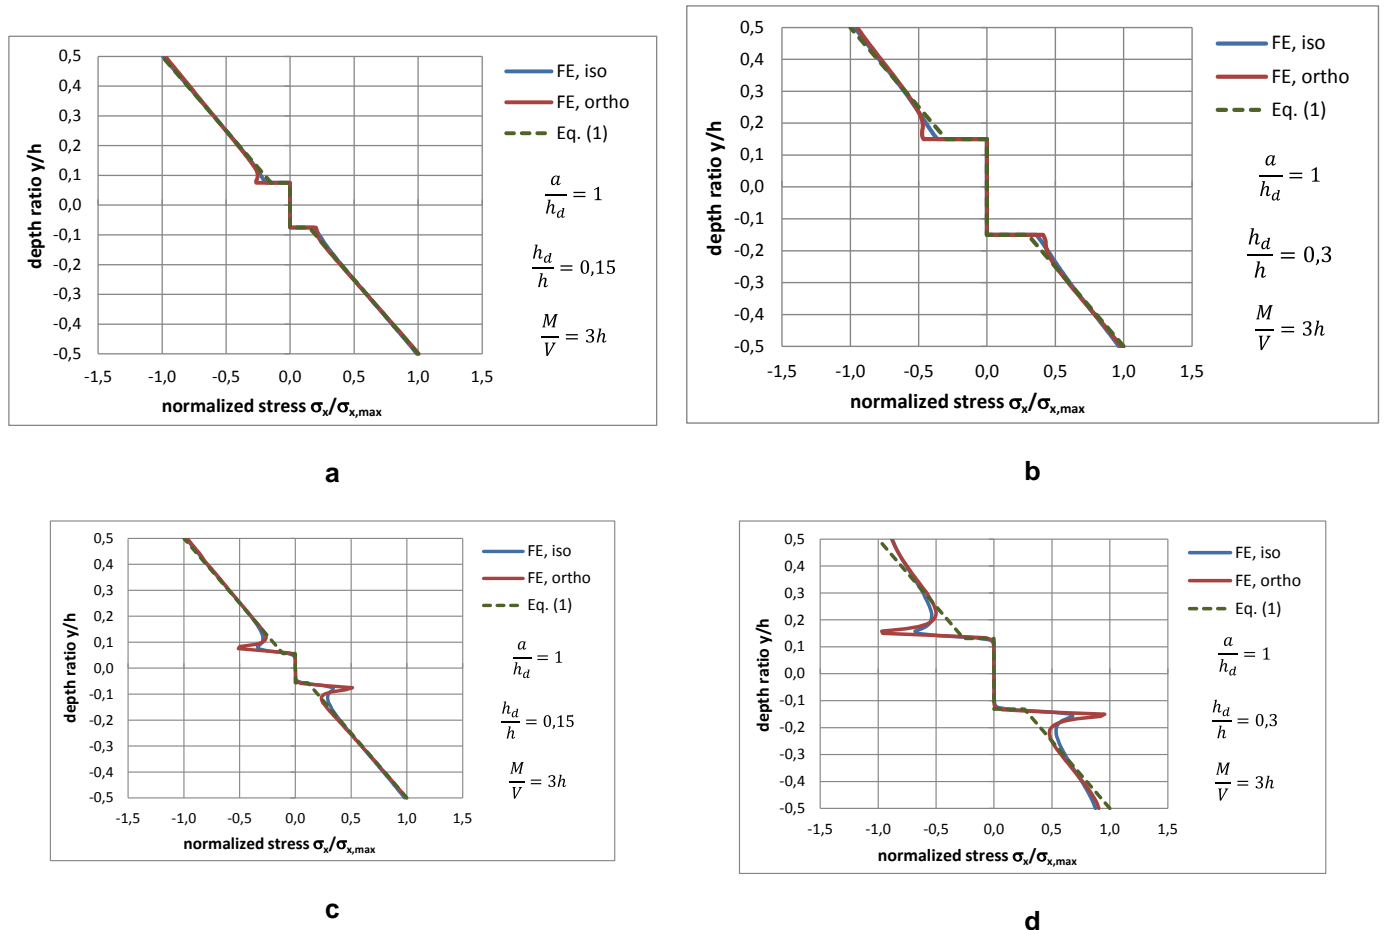 0,5
0,4
0,3
0,2
0,1
0,0
-0,1
-0,2
-0,3
-0,4
-0,5
depth ratio y/h
-1,5 -1,0 -0,5 0,0 0,5 1,0 1,5
normalized stress σx/σx,max
FE, iso
FE, ortho
Eq. (1)
a/hd = 1
hd/h = 0,15
M/V = 3h
a
0,5
0,4
0,3
0,2
0,1
0,0
-0,1
-0,2
-0,3
-0,4
-0,5
depth ratio y/h
-1,5 -1,0 -0,5 0,0 0,5 1,0 1,5
normalized stress σx/σx,max
FE, iso
FE, ortho
Eq. (1)
a/hd = 1
hd/h = 0,3
M/V = 3h
b
0,5
0,4
0,3
0,2
0,1
0,0
-0,1
-0,2
-0,3
-0,4
-0,5
depth ratio y/h
-1,5 -1,0 -0,5 0,0 0,5 1,0 1,5
normalized stress σx/σx,max
FE, iso
FE, ortho
Eq. (1)
a/hd = 1
hd/h = 0,15
M/V = 3h
c
0,5
0,4
0,3
0,2
0,1
0,0
-0,1
-0,2
-0,3
-0,4
-0,5
depth ratio y/h
-1,5 -1,0 -0,5 0,0 0,5 1,0 1,5
normalized stress σx/σx,max
FE, iso
FE, ortho
Eq. (1)
a/hd = 1
hd/h = 0,3
M/V = 3h
d